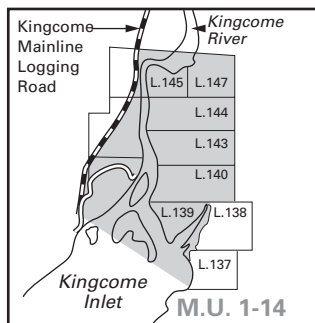 Kingcome
Mainline
Logging
Road
Kingcome
River
L.145
L.147
L.144
L.143
L.140
L.139
L.138
L.137
Kingcome
Inlet
M.U. 1-14